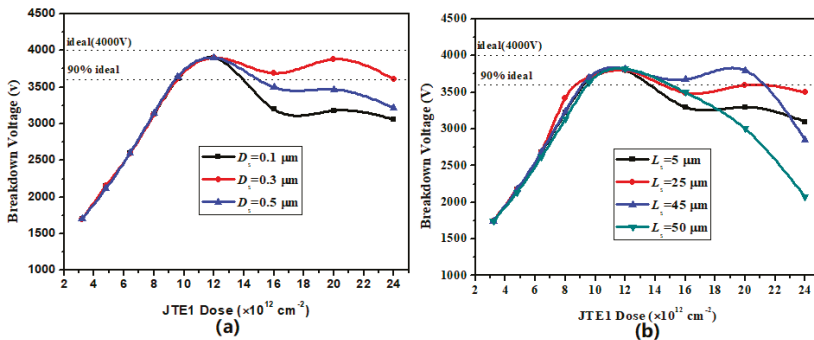 (a)
4500
4000
3500
3000
2500
2000
1500
1000
Breakdown Voltage (v)
ideal(4000V)
90% ideal
Ds=0.1 μm
Ds=0.3 μm
Ds=0.5 μm
2 4 6 8 10 12 14 16 18 20 22 24
JTE1 Dose (×10¹² cm⁻²)
(a)
(b)
4500
4000
3500
3000
2500
2000
1500
1000
Breakdown Voltage (V)
ideal(4000V)
90% ideal
Ls=5 μm
Ls=25 μm
Ls=45 μm
Ls=50 μm
2 4 6 8 10 12 14 16 18 20 22 24
JTE1 Dose (×10¹² cm⁻²)
(b)